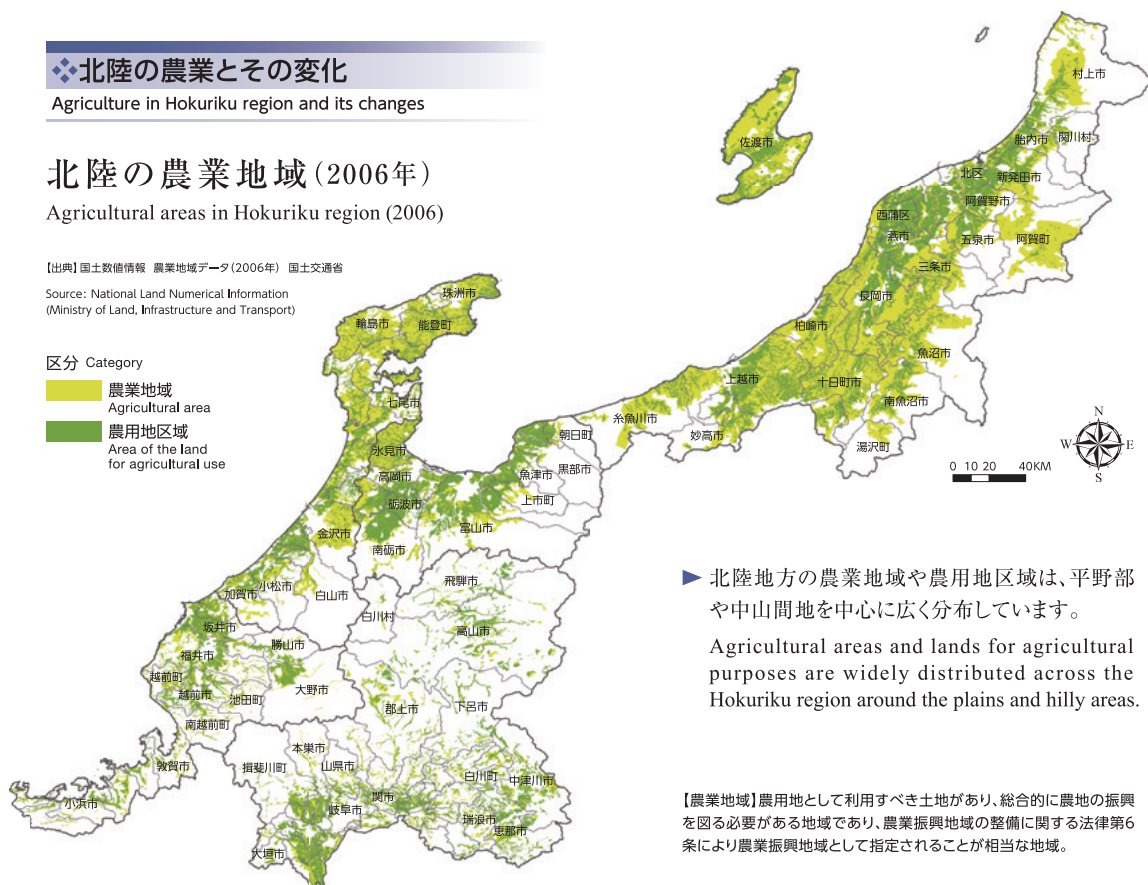 ❖北陸の農業とその変化
Agriculture in Hokuriku region and its changes
北陸の農業地域(2006年)
Agricultural areas in Hokuriku region (2006)
【出典】国土数値情報 農業地域データ(2006年) 国土交通省
Source: National Land Numerical Information
(Ministry of Land, Infrastructure and Transport)
区分 Category
農業地域
Agricultural area
農用地区域
Area of the land
for agricultural use
村上市
胎内市
関川村
佐渡市
北区
新発田市
阿賀野市
西蒲区
燕市
五泉市
阿賀町
三条市
長岡市
柏崎市
魚沼市
上越市
十日町市
南魚沼市
糸魚川市
妙高市
湯沢町
珠洲市
輪島市
能登町
七尾市
氷見市
朝日町
高岡市
魚津市
黒部市
砺波市
上市町
富山市
金沢市
南砺市
小松市
加賀市
白山市
飛騨市
白川村
高山市
坂井市
勝山市
福井市
越前町
越前市
池田町
大野市
南越前町
郡上市
下呂市
敦賀市
本巣市
揖斐川町
山県市
白川町
中津川市
小浜市
関市
岐阜市
瑞浪市
恵那市
大垣市
N
W
E
S
0 10 20 40KM
▶ 北陸地方の農業地域や農用地区域は、平野部
や中山間地を中心に広く分布しています。
Agricultural areas and lands for agricultural
purposes are widely distributed across the
Hokuriku region around the plains and hilly areas.
【農業地域】農用地として利用すべき土地があり、総合的に農地の振興
を図る必要がある地域であり、農業振興地域の整備に関する法律第6
条により農業振興地域として指定されることが相当な地域。